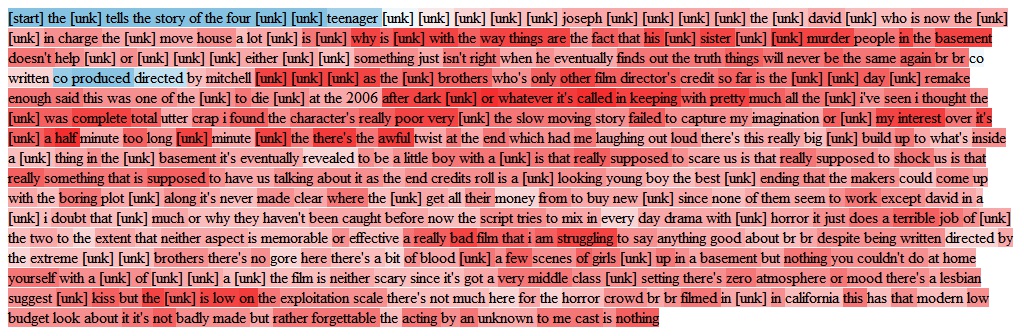 [start] the [unk] tells the story of the four [unk] [unk] teenager [unk] [unk] [unk] [unk] [unk] joseph [unk] [unk] [unk] [unk] the [unk] david [unk] who is now the [unk]
[unk] in charge the [unk] move house a lot [unk] is [unk] why is [unk] with the way things are the fact that his [unk] sister [unk] [unk] murder people in the basement
doesn't help [unk] or [unk] [unk] either [unk] [unk] something just isn't right when he eventually finds out the truth things will never be the same again br br co
written co produced directed by mitchell [unk] [unk] [unk] as the [unk] brothers who's only other film director's credit so far is the [unk] [unk] day [unk] remake
enough said this was one of the [unk] to die [unk] at the 2006 after dark [unk] or whatever it's called in keeping with pretty much all the [unk] i've seen i thought the
[unk] was complete total utter crap i found the character's really poor very [unk] the slow moving story failed to capture my imagination or [unk] my interest over it's
[unk] a half minute too long [unk] minute [unk] the there's the awful twist at the end which had me laughing out loud there's this really big [unk] build up to what's inside
a [unk] thing in the [unk] basement it's eventually revealed to be a little boy with a [unk] is that really supposed to scare us is that really supposed to shock us is that
really something that is supposed to have us talking about it as the end credits roll is a [unk] looking young boy the best [unk] ending that the makers could come up
with the boring plot [unk] along it's never made clear where the [unk] get all their money from to buy new [unk] since none of them seem to work except david in a
[unk] i doubt that [unk] much or why they haven't been caught before now the script tries to mix in every day drama with [unk] horror it just does a terrible job of [unk]
the two to the extent that neither aspect is memorable or effective a really bad film that i am struggling to say anything good about br br despite being written directed by
the extreme [unk] [unk] brothers there's no gore here there's a bit of blood [unk] a few scenes of girls [unk] up in a basement but nothing you couldn't do at home
yourself with a [unk] of [unk] [unk] a [unk] the film is neither scary since it's got a very middle class [unk] setting there's zero atmosphere or mood there's a lesbian
suggest [unk] kiss but the [unk] is low on the exploitation scale there's not much here for the horror crowd br br filmed in [unk] in california this has that modern low
budget look about it it's not badly made but rather forgettable the acting by an unknown to me cast is nothing